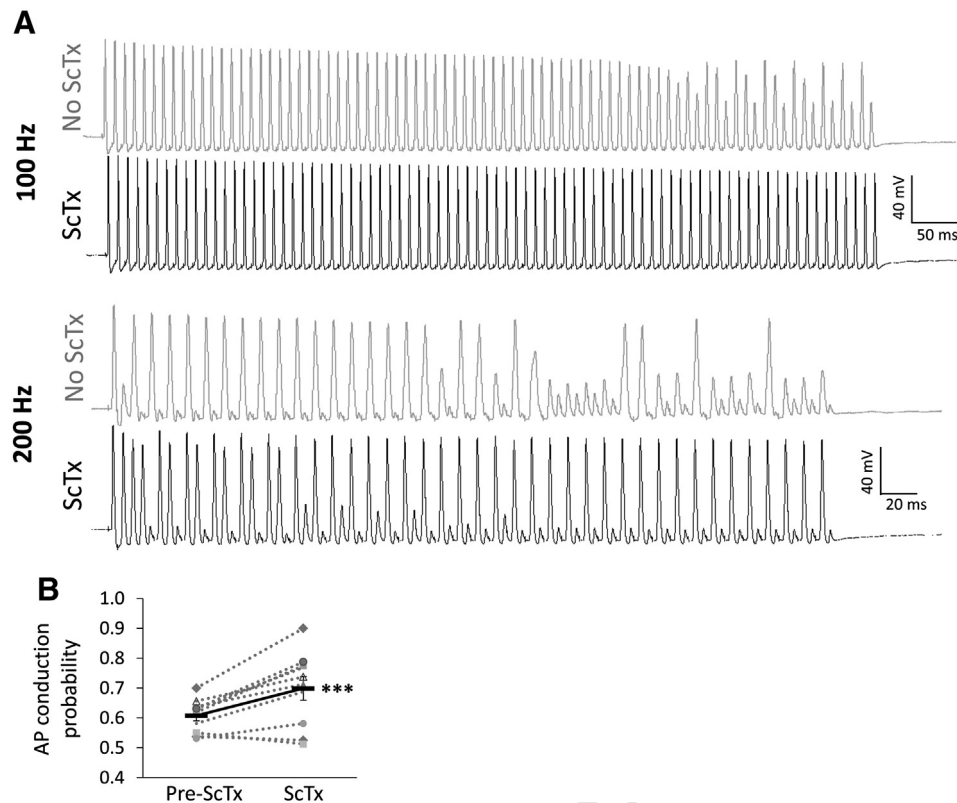 A
No ScTx
100 Hz
ScTx
40 mV
50 ms
No ScTx
200 Hz
ScTx
40 mV
20 ms
B
AP conduction
probability
1.0
0.9
0.8
0.7
0.6
0.5
0.4
***
Pre-ScTx ScTx